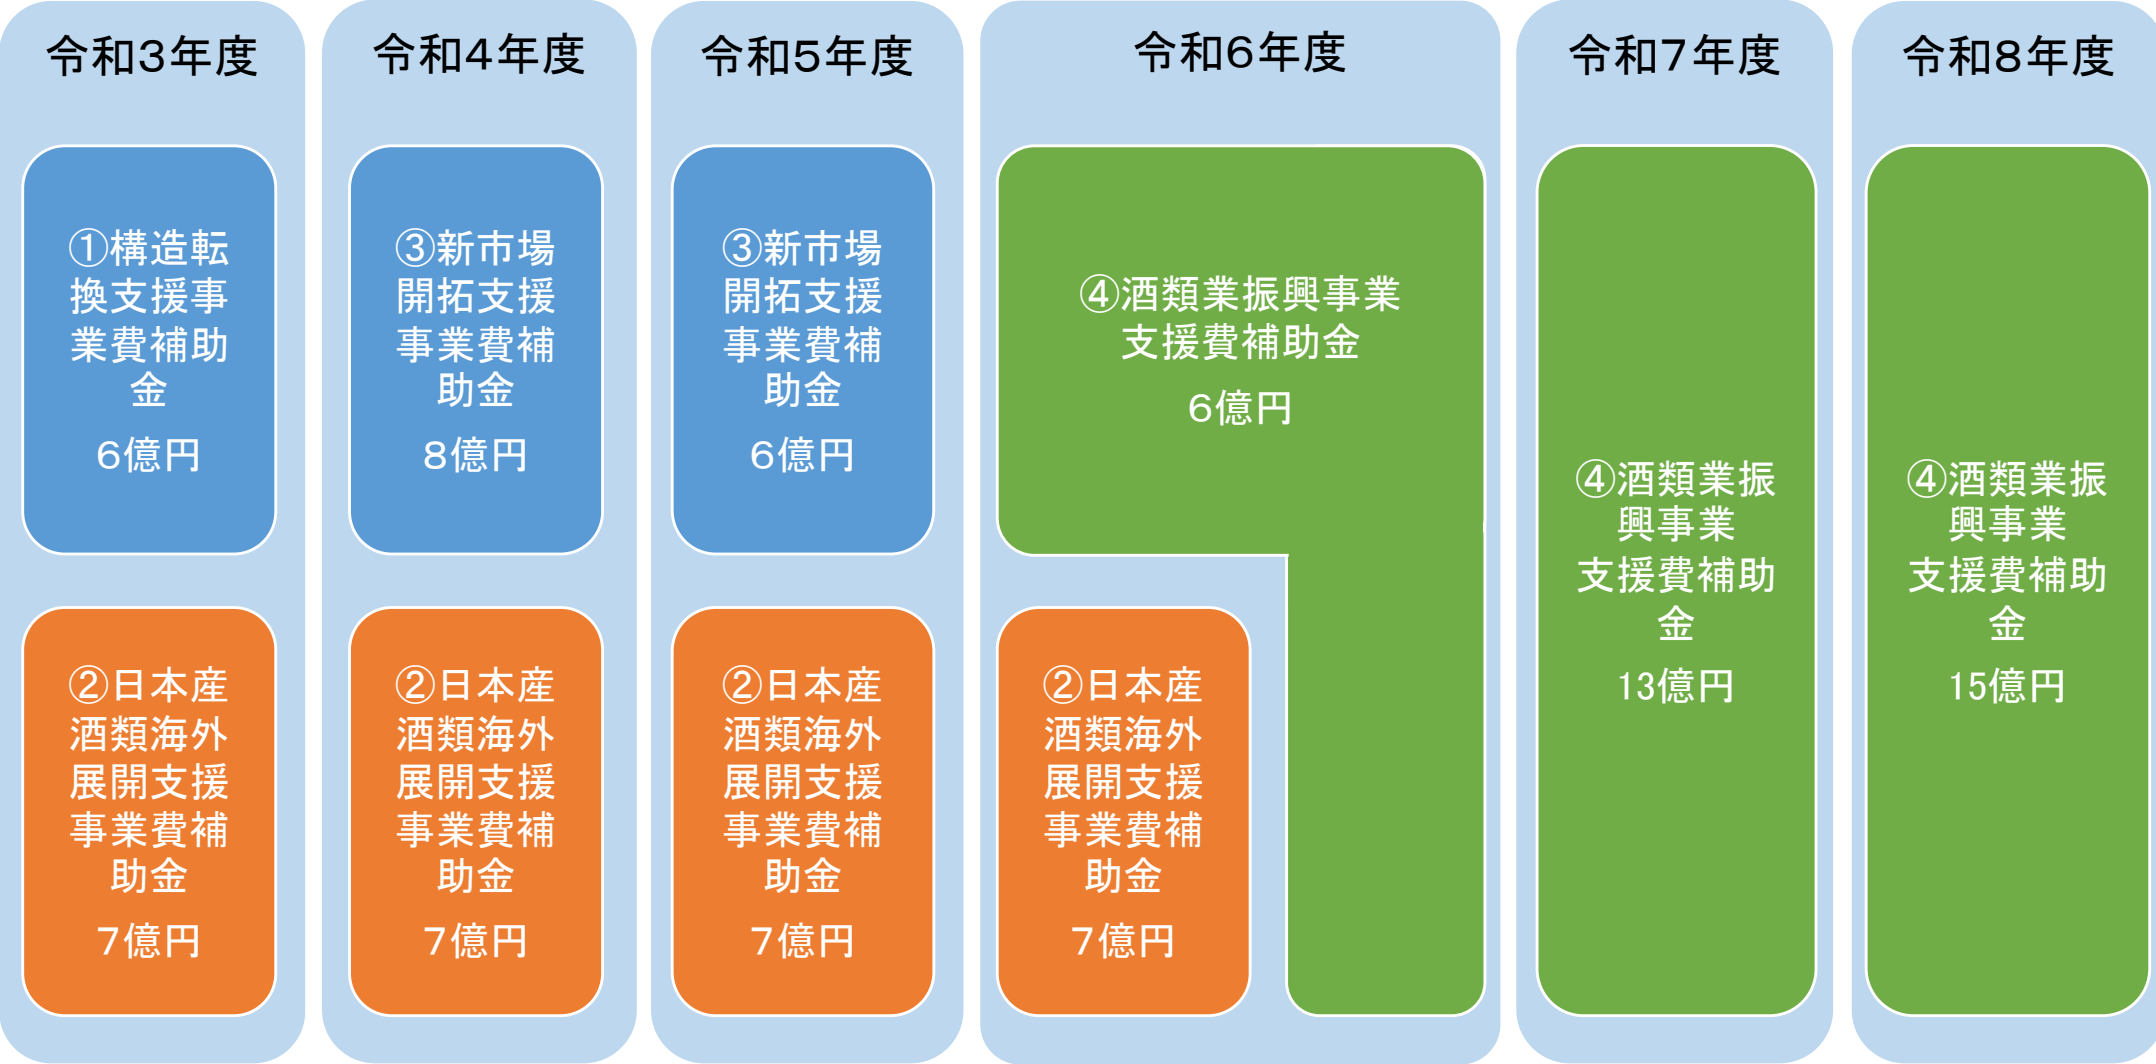 令和3年度
①構造転
換支援事
業費補助
金
6億円
②日本産
酒類海外
展開支援
事業費補
助金
7億円
令和4年度
③新市場
開拓支援
事業費補
助金
8億円
②日本産
酒類海外
展開支援
事業費補
助金
7億円
令和5年度
③新市場
開拓支援
事業費補
助金
6億円
②日本産
酒類海外
展開支援
事業費補
助金
7億円
令和6年度
④酒類業振興事業
支援費補助金
6億円
②日本産
酒類海外
展開支援
事業費補
助金
7億円
令和7年度
④酒類業振
興事業
支援費補助
金
13億円
令和8年度
④酒類業振
興事業
支援費補助
金
15億円